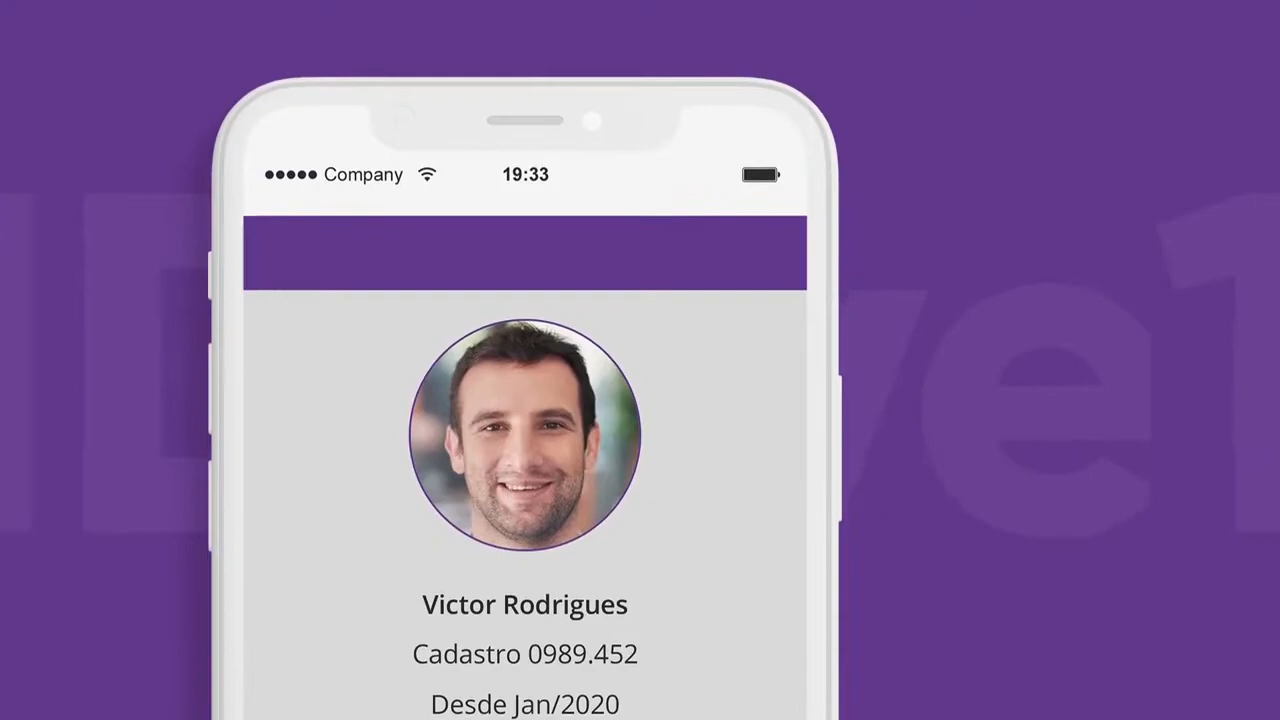 Company
19:33
Victor Rodrigues
Cadastro 0989.452
Desde Jan/2020